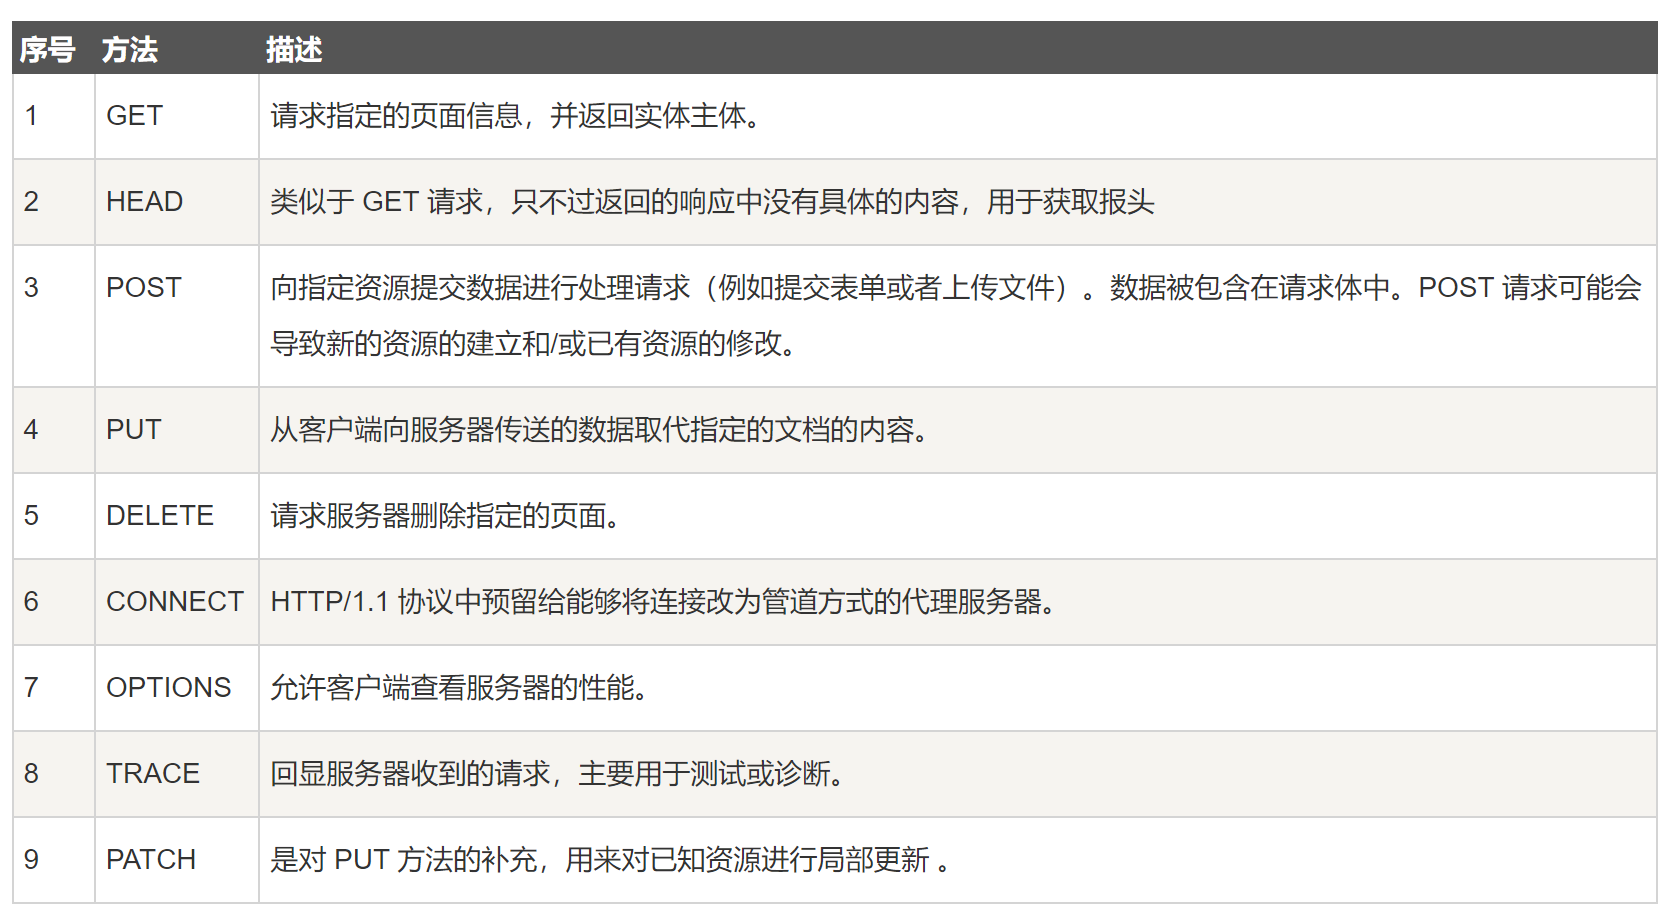 序号 方法 描述
1 GET 请求指定的页面信息，并返回实体主体。
2 HEAD 类似于 GET 请求，只不过返回的响应中没有具体的内容，用于获取报头
3 POST 向指定资源提交数据进行处理请求（例如提交表单或者上传文件）。数据被包含在请求体中。POST 请求可能会
导致新的资源的建立和/或已有资源的修改。
4 PUT 从客户端向服务器传送的数据取代指定的文档的内容。
5 DELETE 请求服务器删除指定的页面。
6 CONNECT HTTP/1.1 协议中预留给能够将连接改为管道方式的代理服务器。
7 OPTIONS 允许客户端查看服务器的性能。
8 TRACE 回显服务器收到的请求，主要用于测试或诊断。
9 PATCH 是对 PUT 方法的补充，用来对已知资源进行局部更新 。